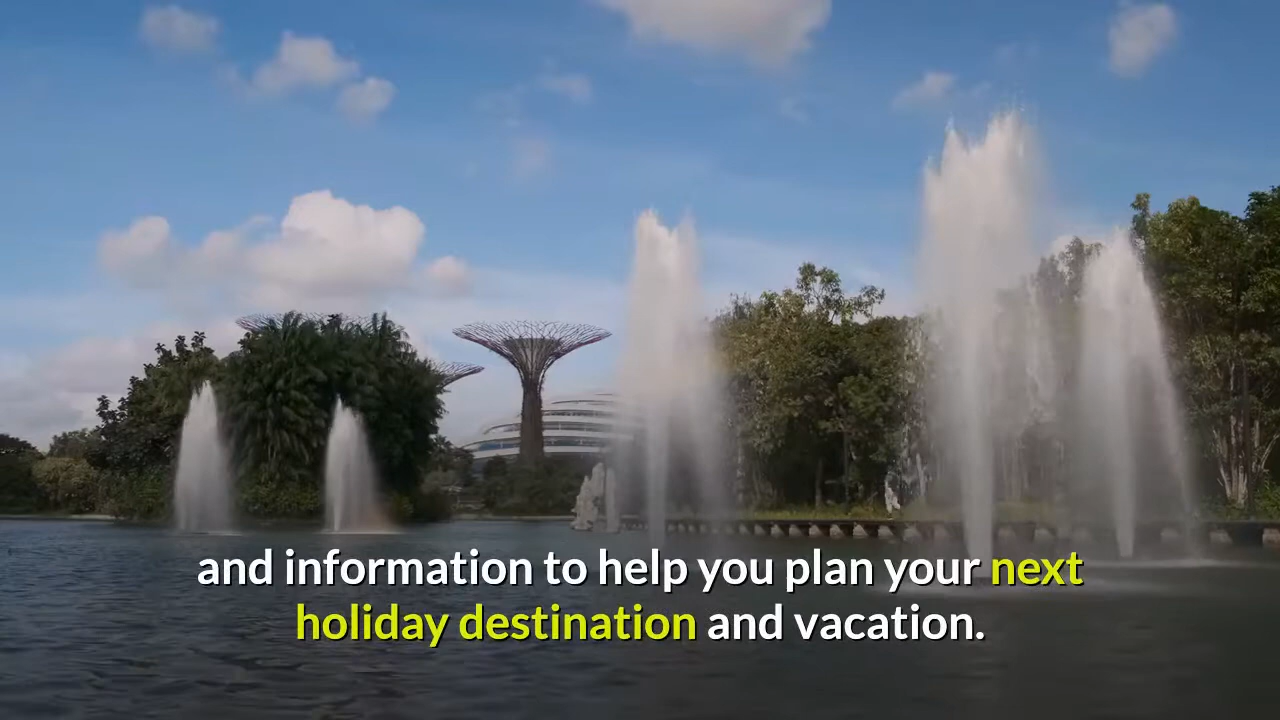 and information to help you plan your next
holiday destination and vacation.